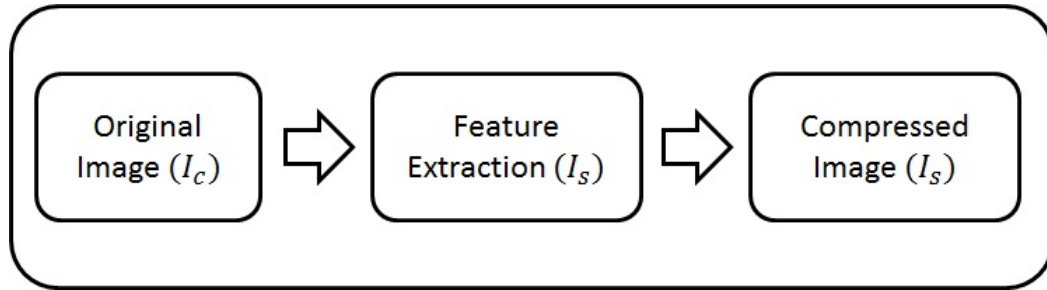 Original
Image (I_c)
Feature
Extraction (I_s)
Compressed
Image (I_s)